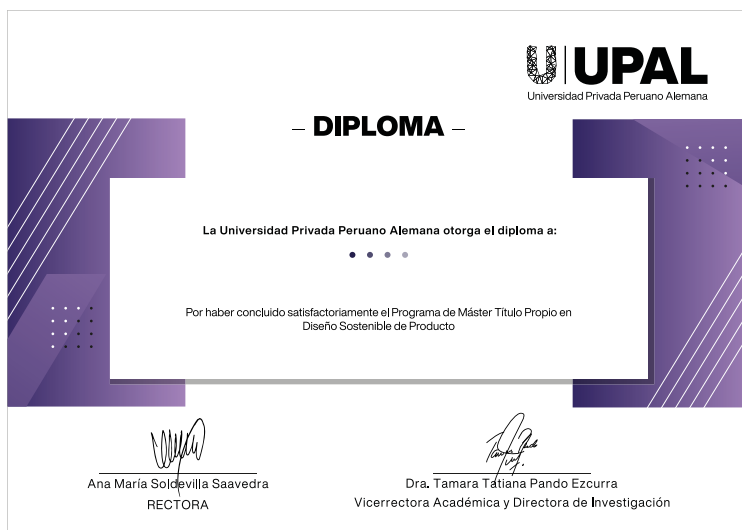 UPAL
Universidad Privada Peruano Alemana
– DIPLOMA –
La Universidad Privada Peruano Alemana otorga el diploma a:
Por haber concluido satisfactoriamente el Programa de Máster Título Propio en
Diseño Sostenible de Producto
Ana María Soldevilla Saavedra
RECTORA
Dra. Tamara Tatiana Pando Ezcurra
Vicerrectora Académica y Directora de Investigación